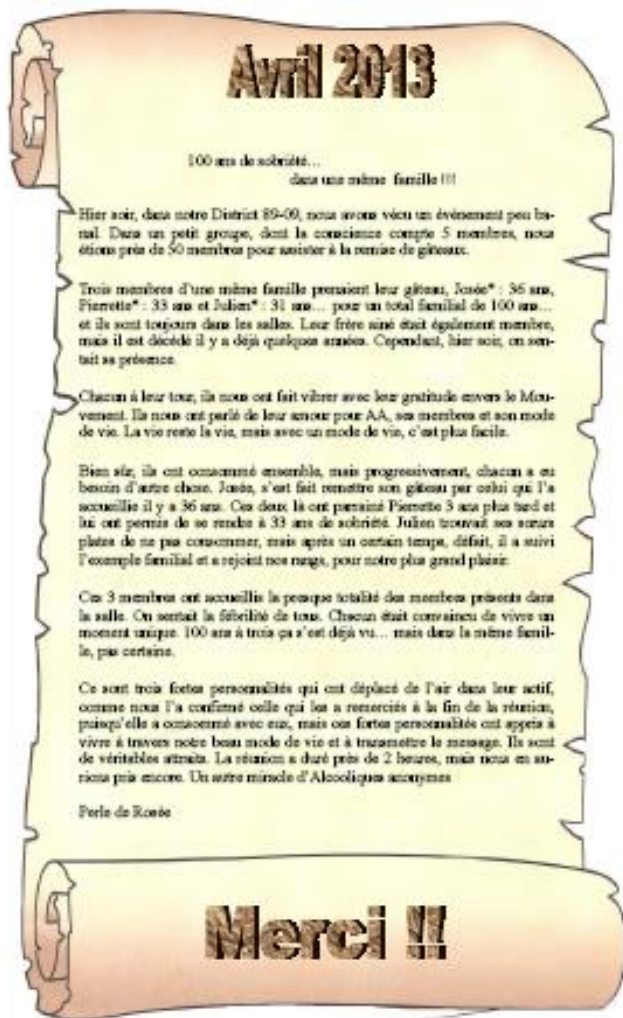 Avril 2013
100 ans de sobriété...
dans une même famille !!!
Hier soir, dans notre District 89-09, nous avons vécu un événement peu ba-
nal. Dans un petit groupe, dont la conscience compte 5 membres, nous
étions près de 50 membres pour assister à la remise de gâteaux.
Trois membres d'une même famille prenaient leur gâteau, Josée* : 36 ans,
Pierrette* : 33 ans et Julien* : 31 ans... pour un total familial de 100 ans...
et ils sont toujours dans les salles. Leur frère ainé était également membre,
mais il est décédé il y a déjà quelques années. Cependant, hier soir, on sen-
tait sa présence.
Chacun à leur tour, ils nous ont fait vibrer avec leur gratitude envers le Mou-
vement. Ils nous ont parlé de leur amour pour AA, ses membres et son mode
de vie. La vie reste la vie, mais avec un mode de vie, c'est plus facile.
Bien sûr, ils ont consommé ensemble, mais progressivement, chacun a eu
besoin d'autre chose. Josée, s'est fait remettre son gâteau par celui qui l'a
accueillie il y a 36 ans. Ces deux là ont parrainé Pierrette 3 ans plus tard et
lui ont permis de se rendre à 33 ans de sobriété. Julien trouvait ses sœurs
plates de ne pas consommer, mais après un certain temps, défait, il a suivi
l'exemple familial et a rejoint nos rangs, pour notre plus grand plaisir.
Ces 3 membres ont accueillis la presque totalité des membres présents dans
la salle. On sentait la fébrilité de tous. Chacun était convaincu de vivre un
moment unique. 100 ans à trois ça s'est déjà vu... mais dans la même famil-
le, pas certaine.
Ce sont trois fortes personnalités qui ont déplacé de l'air dans leur actif,
comme nous l'a confirmé celle qui les a remerciés à la fin de la réunion,
puisqu'elle a consommé avec eux, mais ces fortes personnalités ont appris à
vivre à travers notre beau mode de vie et à transmettre le message. Ils sont
de véritables attraits. La réunion a duré près de 2 heures, mais nous en au-
rions pris encore. Un autre miracle d'Alcooliques anonymes
Perle de Rosée
Merci !!